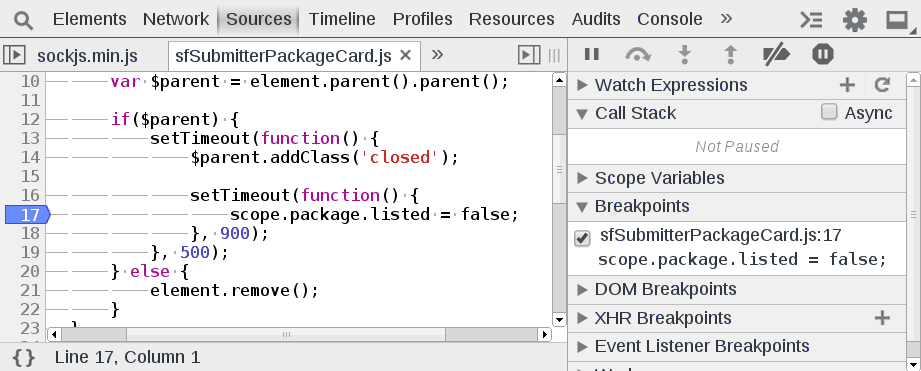 Elements Network Sources Timeline Profiles Resources Audits Console »
sockjs.min.js sfSubmitterPackageCard.js × »
10 var $parent = element.parent().parent();
11
12 if($parent) {
13 setTimeout(function() {
14 $parent.addClass('closed');
15
16 setTimeout(function() {
17 scope.package.listed = false;
18 }, 900);
19 }, 500);
20 } else {
21 element.remove();
22 }
23 }
{} Line 17, Column 1
Watch Expressions
Call Stack Async
Not Paused
Scope Variables
Breakpoints
sfSubmitterPackageCard.js:17
scope.package.listed = false;
DOM Breakpoints
XHR Breakpoints
Event Listener Breakpoints